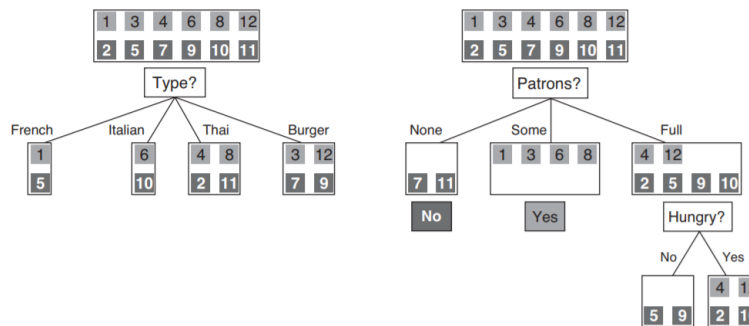 1 3 4 6 8 12
2 5 7 9 10 11
Type?
French Italian Thai Burger
1
5
6
10
4 8
2 11
3 12
7 9
1 3 4 6 8 12
2 5 7 9 10 11
Patrons?
None Some Full
7 11
1 3 6 8
4 12
2 5 9 10
No
Yes
Hungry?
No Yes
5 9
4
2